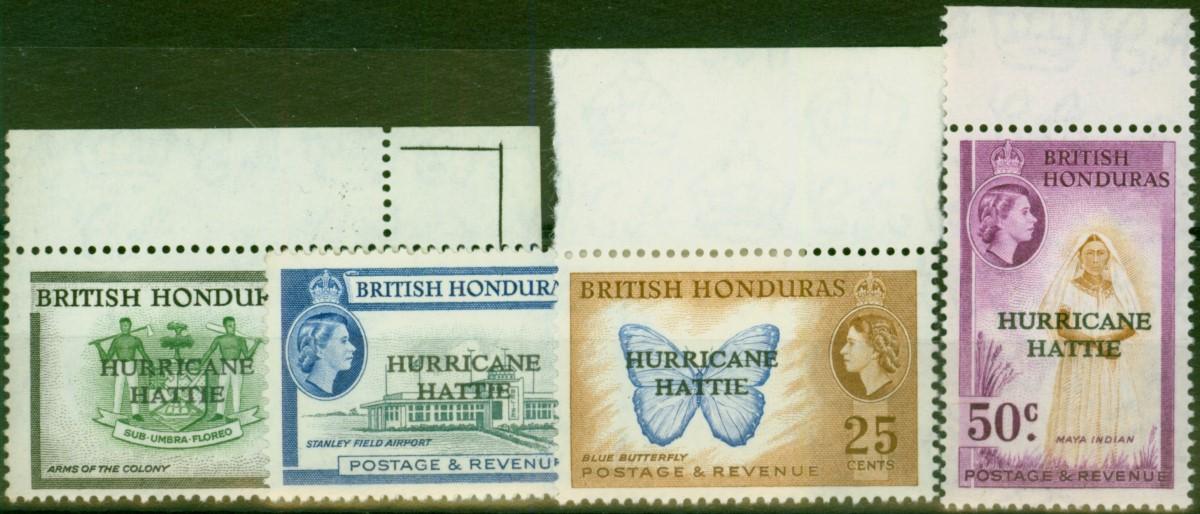 BRITISH HONDUR
HURRICANE
HATTIE
SUB·UMBRA·FLOREO
ARMS OF THE COLONY
BRITISH HONDURA
HURRICANE
HATTIE
STANLEY FIELD AIRPORT
POSTAGE & REVENU
BRITISH HONDURAS
HURRICANE
HATTIE
25
CENTS
BLUE BUTTERFLY
POSTAGE & REVENUE
BRITISH
HONDURAS
HURRICANE
HATTIE
50c.
MAYA INDIAN
POSTAGE & REVENUE